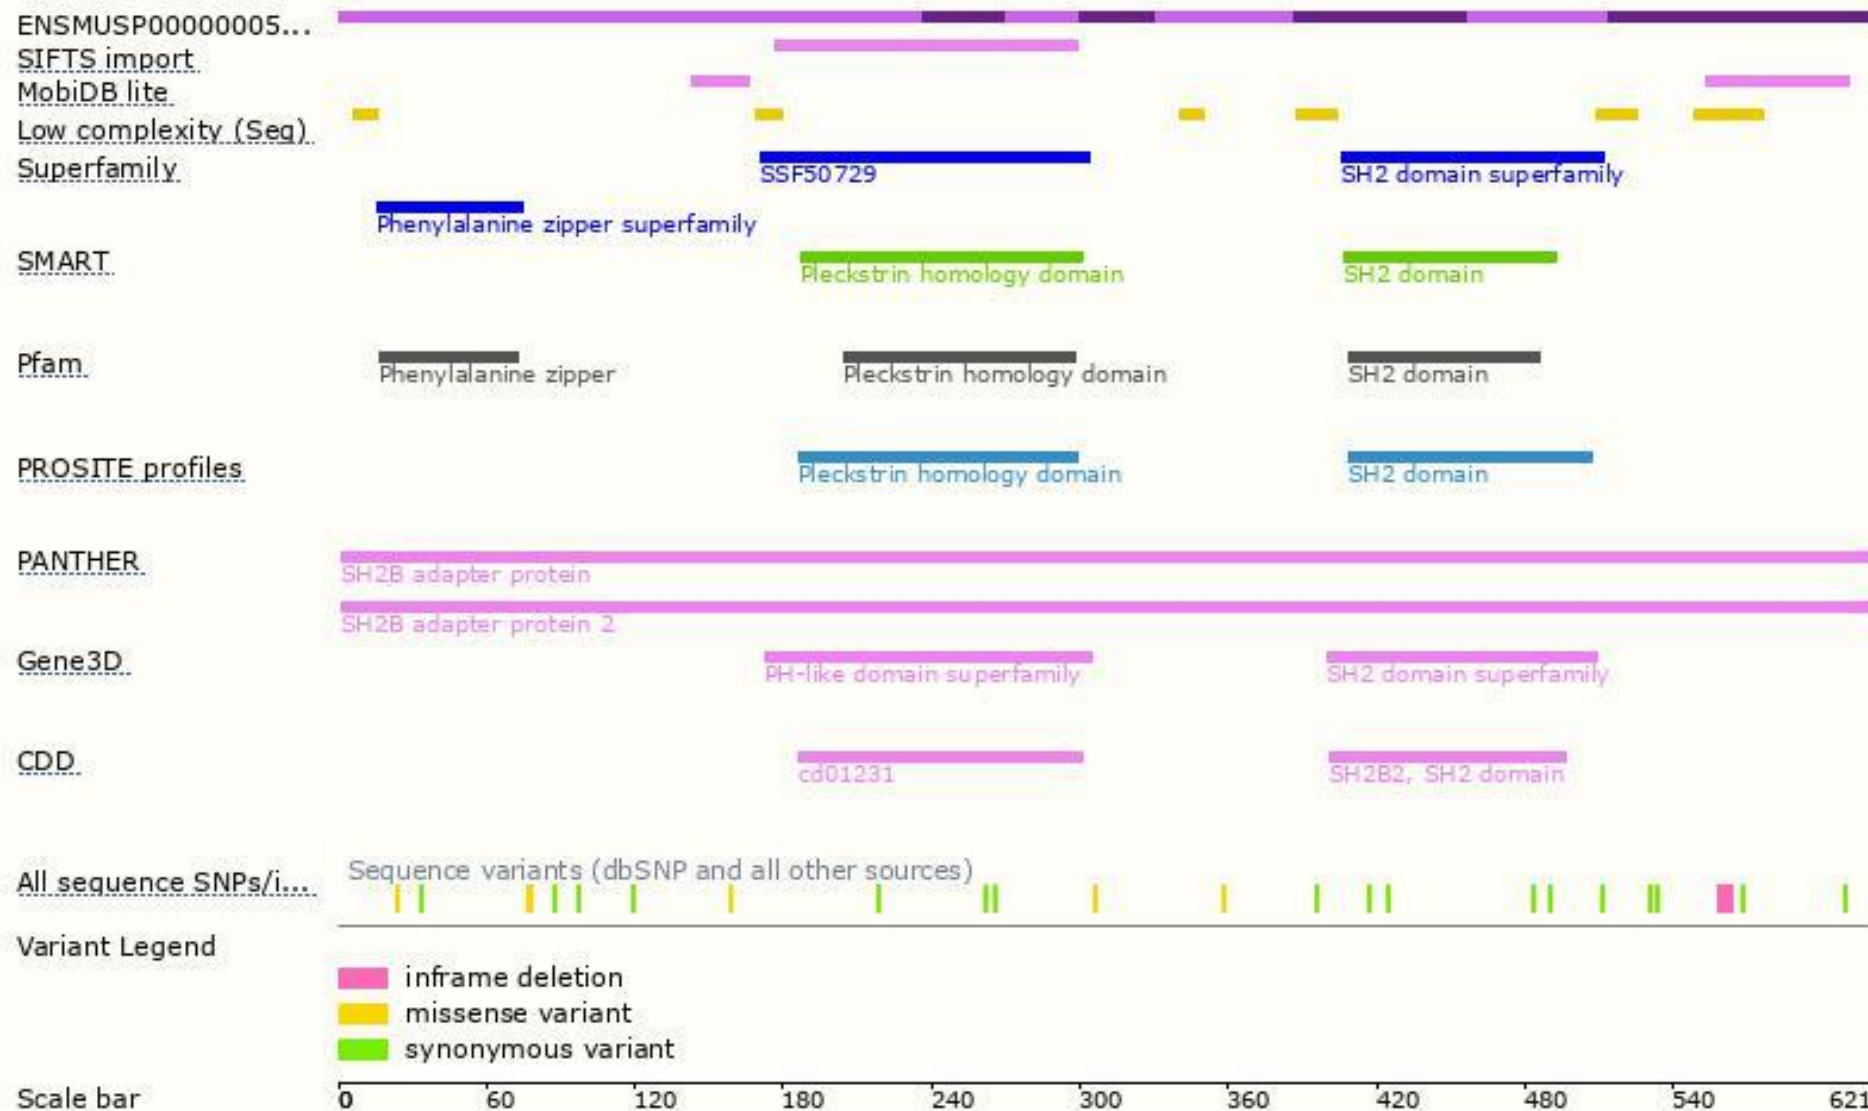 ENSMUSP00000005...
SIFTS import
MobiDB lite
Low complexity (Seg)
Superfamily
SSF50729 SH2 domain superfamily
Phenylalanine zipper superfamily
SMART
Pleckstrin homology domain SH2 domain
Pfam
Phenylalanine zipper Pleckstrin homology domain SH2 domain
PROSITE profiles
Pleckstrin homology domain SH2 domain
PANTHER
SH2B adapter protein
SH2B adapter protein 2
Gene3D
PH-like domain superfamily SH2 domain superfamily
CDD
cd01231 SH2B2, SH2 domain
Sequence variants (dbSNP and all other sources)
All sequence SNPs/i...
Variant Legend
inframe deletion
missense variant
synonymous variant
Scale bar 0 60 120 180 240 300 360 420 480 540 621